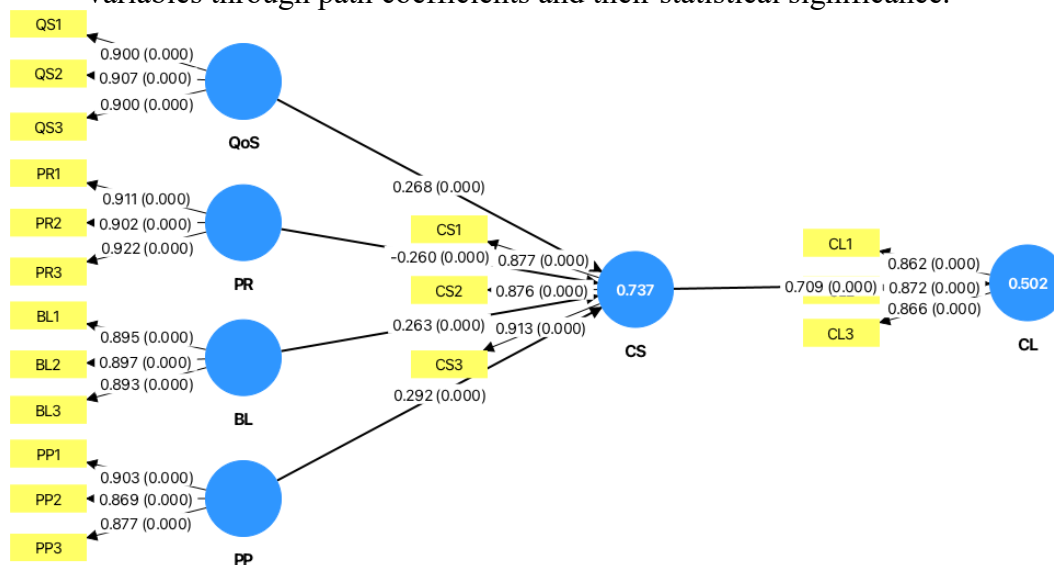 variables through path coefficients and their statistical significance.
QS1
0.900 (0.000)
QS2
0.907 (0.000)
0.900 (0.000)
QS3
QoS
PR1
0.911 (0.000)
PR2
0.902 (0.000)
0.922 (0.000)
PR3
PR
BL1
0.895 (0.000)
BL2
0.897 (0.000)
0.893 (0.000)
BL3
BL
PP1
0.903 (0.000)
PP2
0.869 (0.000)
0.877 (0.000)
PP3
PP
0.268 (0.000)
-0.260 (0.000)
0.263 (0.000)
0.292 (0.000)
CS1
0.877 (0.000)
CS2
0.876 (0.000)
0.913 (0.000)
CS3
0.737
CS
0.709 (0.000)
CL1
0.862 (0.000)
0.872 (0.000)
0.866 (0.000)
CL3
0.502
CL